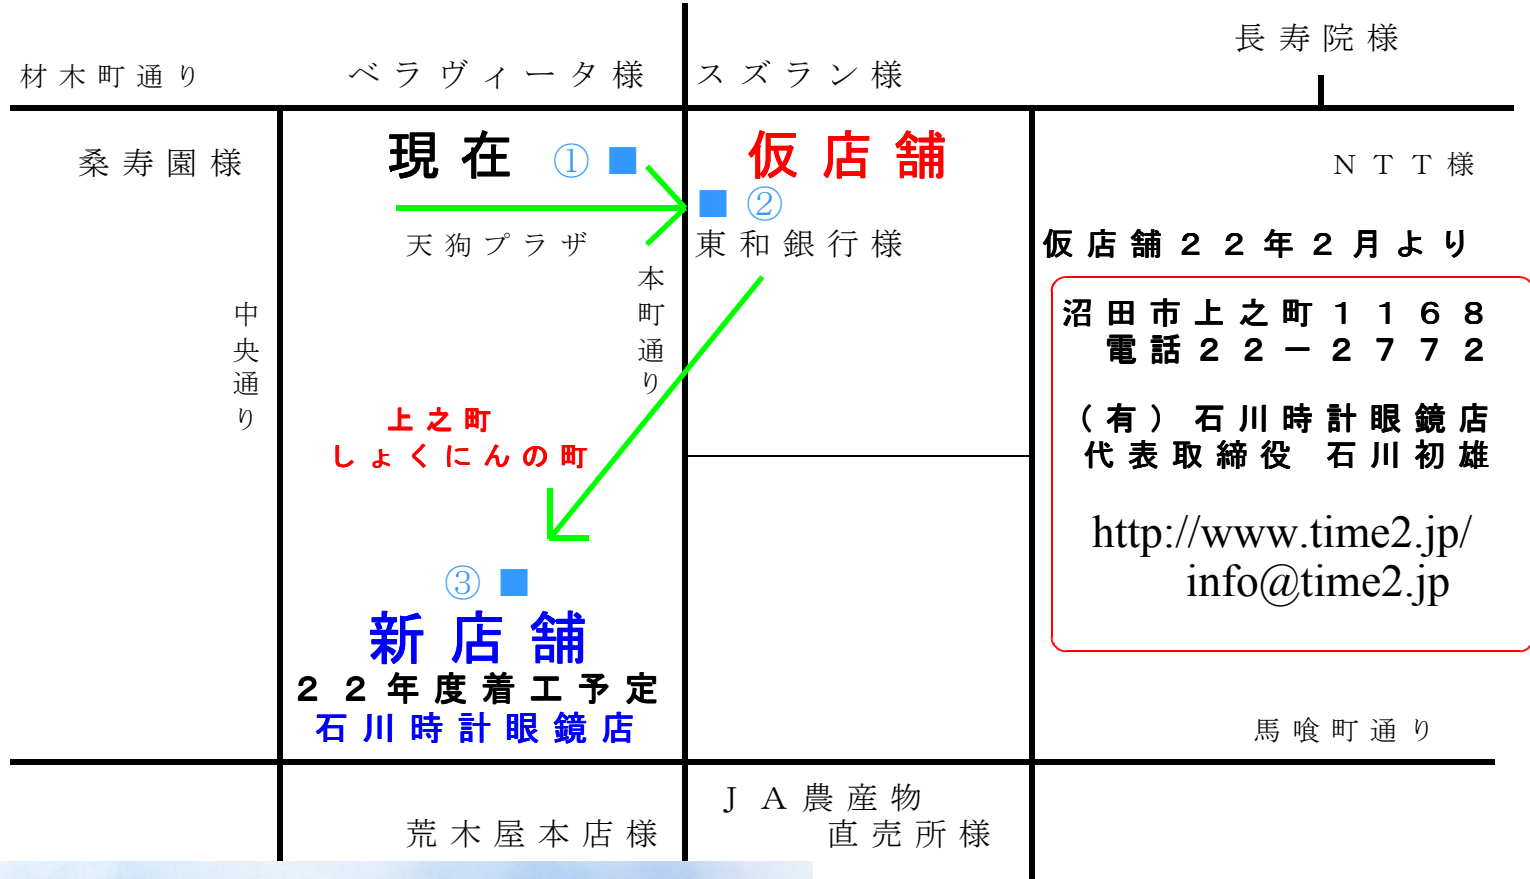 長寿院様
材木町通り
ベラヴィータ様
スズラン様
桑寿園様
現在 ①■
仮店舗
■②
NTT様
天狗プラザ
東和銀行様
本町通り
中央通り
仮店舗22年2月より
沼田市上之町1168
電話22-2772
(有)石川時計眼鏡店
代表取締役 石川初雄
http://www.time2.jp/
info@time2.jp
上之町
しょくにんの町
③■
新店舗
22年度着工予定
石川時計眼鏡店
馬喰町通り
荒木屋本店様
JA農産物
直売所様